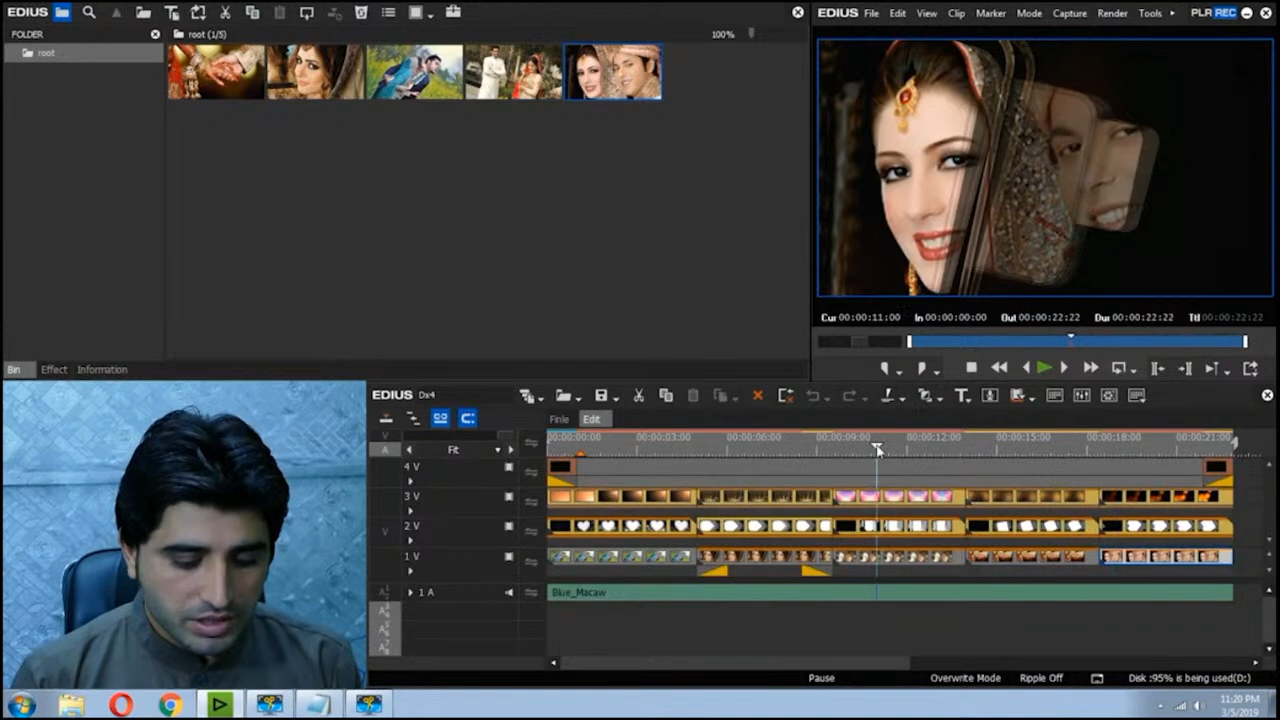 EDIUS
FOLDER
root
root (1/5)
100%
Bin Effect Information
EDIUS File Edit View Clip Marker Mode Capture Render Tools PLR REC
Cur 00:00:11:00 In 00:00:00:00 Out 00:00:22:22 Dur 00:00:22:22 Ttl 00:00:22:22
EDIUS Dx4
Finle Edit
V
A
Fit
00:00:00:00 00:00:03:00 00:00:06:00 00:00:09:00 00:00:12:00 00:00:15:00 00:00:18:00 00:00:21:00
4 V
3 V
2 V
V
1 V
1 A
Blue_Macaw
Pause Overwrite Mode Ripple Off Disk :95% is being used(D:)
11:20 PM
3/5/2019